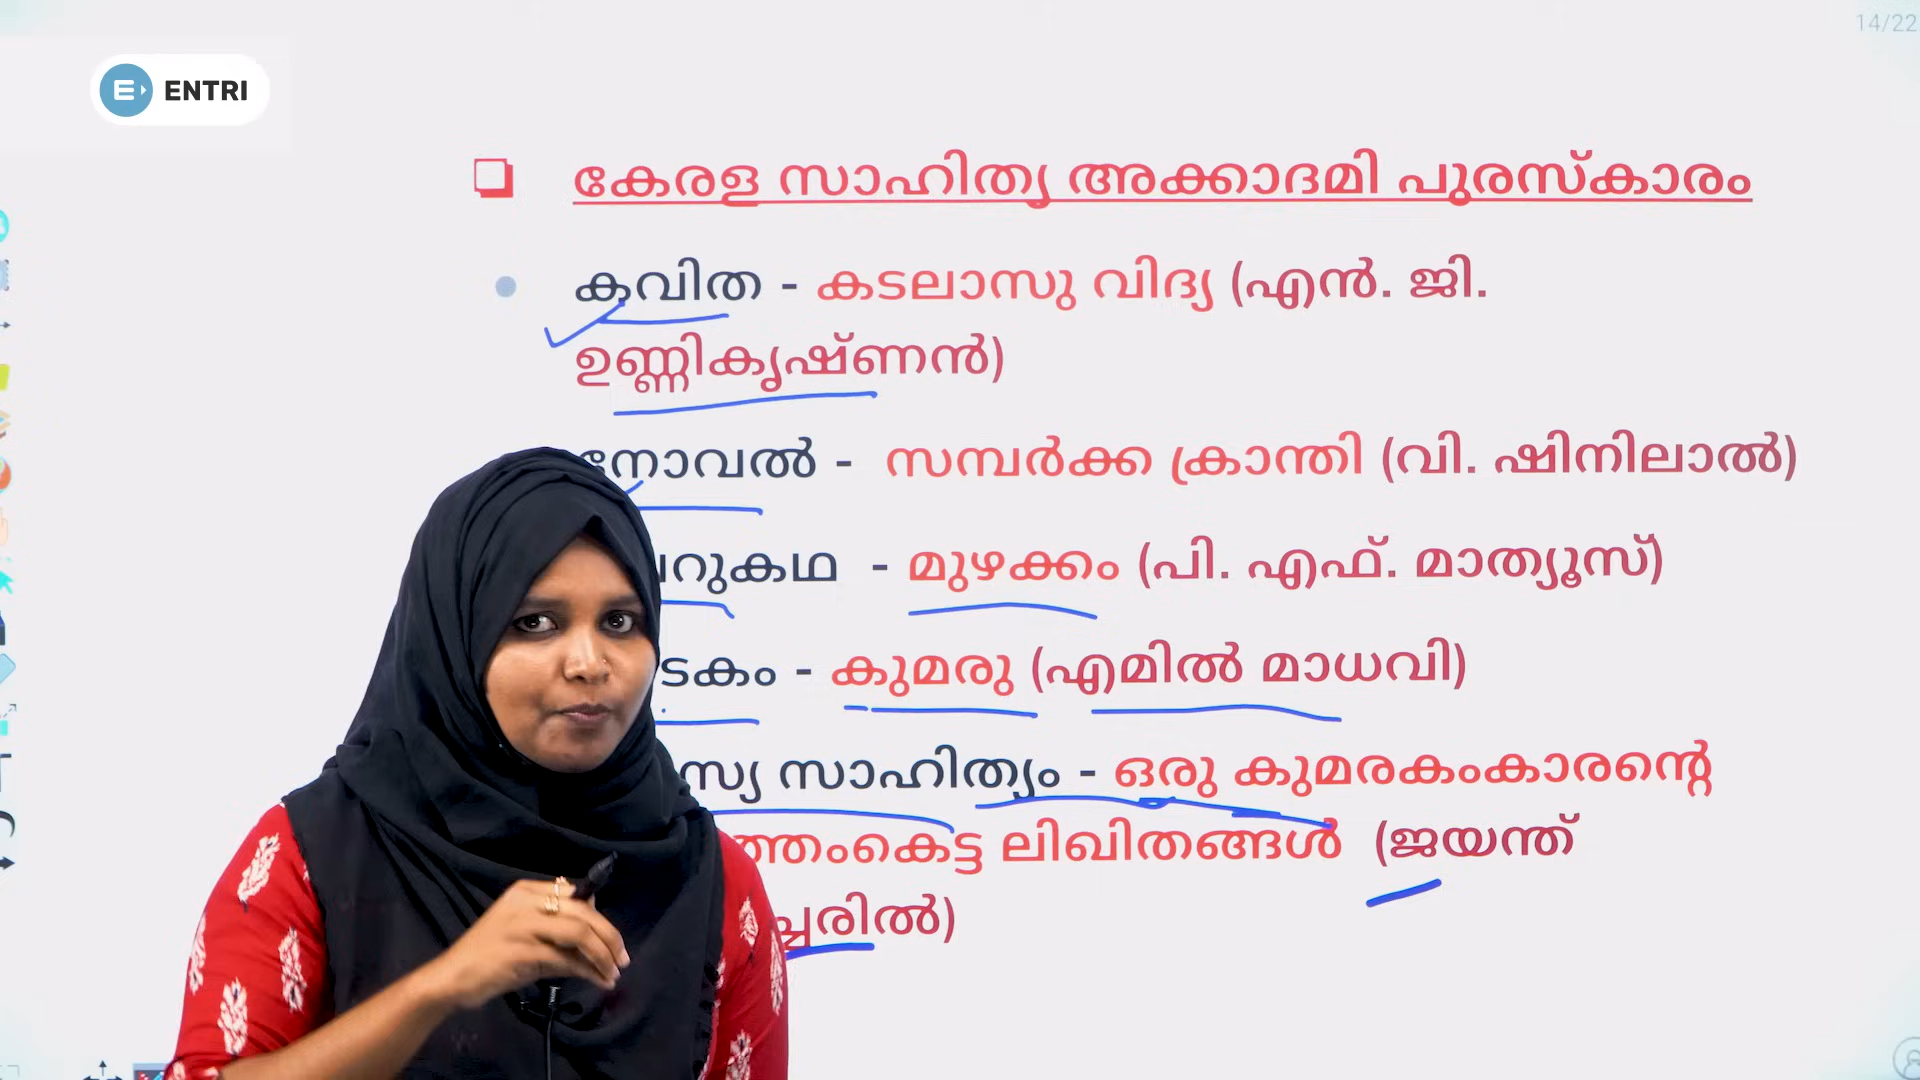 14/22
ENTRI
കേരള സാഹിത്യ അക്കാദമി പുരസ്കാരം
കവിത - കടലാസു വിദ്യ (എൻ. ജി.
ഉണ്ണികൃഷ്ണൻ)
നോവൽ - സമ്പർക്ക ക്രാന്തി (വി. ഷിനിലാൽ)
റുകഥ - മുഴക്കം (പി. എഫ്. മാത്യൂസ്)
ടകം - കുമരു (എമിൽ മാധവി)
സ്യ സാഹിത്യം - ഒരു കുമരകംകാരന്റെ
ത്തംകെട്ട ലിഖിതങ്ങൾ (ജയന്ത്
ച്ചേരിൽ)